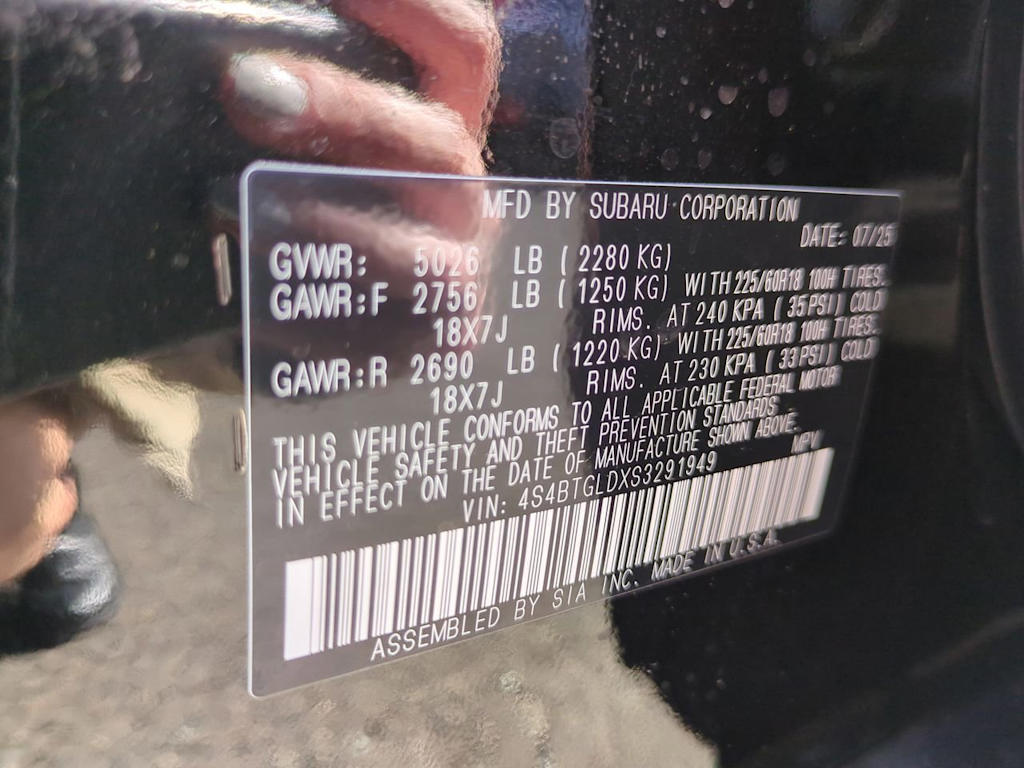 MFD BY SUBARU CORPORATION
DATE: 07/25
GVWR: 5026 LB ( 2280 KG)
GAWR:F 2756 LB ( 1250 KG) WITH 225/60R18 100H TIRES.
18X7J RIMS. AT 240 KPA ( 35PSI) COLD
GAWR:R 2690 LB ( 1220 KG) WITH 225/60R18 100H TIRES.
18X7J RIMS. AT 230 KPA ( 33PSI) COLD
THIS VEHICLE CONFORMS TO ALL APPLICABLE FEDERAL MOTOR
VEHICLE SAFETY AND THEFT PREVENTION STANDARDS
IN EFFECT ON THE DATE OF MANUFACTURE SHOWN ABOVE.
VIN: 4S4BTGLDXS3291949 MPV
ASSEMBLED BY SIA INC. MADE IN U.S.A.